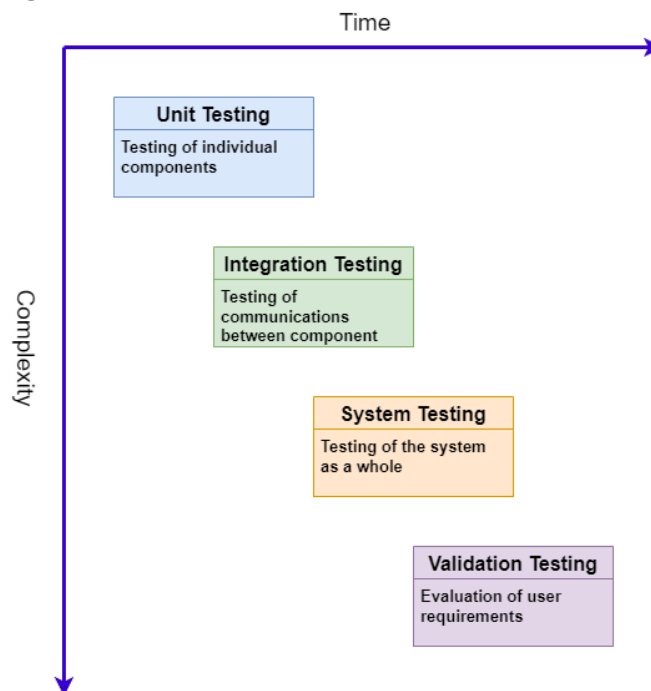 Time
Unit Testing
Testing of individual
components
Integration Testing
Testing of
communications
between component
Complexity
System Testing
Testing of the system
as a whole
Validation Testing
Evaluation of user
requirements